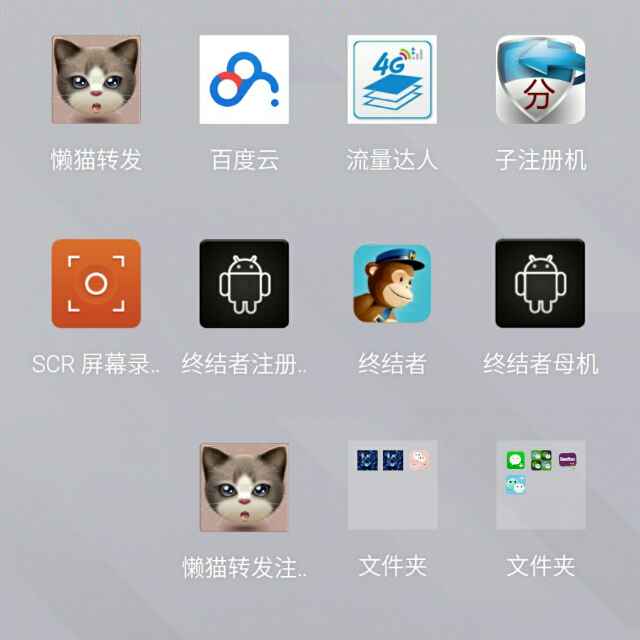 4G
分
懒猫转发
百度云
流量达人
子注册机
SCR 屏幕录..
终结者注册..
终结者
终结者母机
懒猫转发注..
文件夹
文件夹